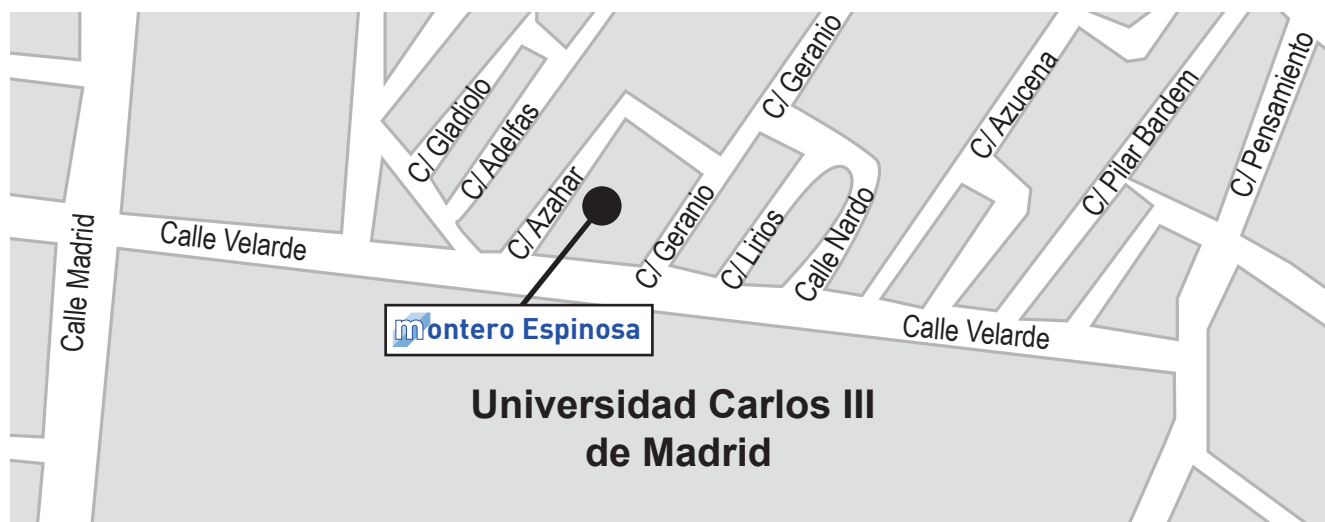 C/ Gladiolo
C/ Adelfas
C/ Azahar
C/ Geranio
C/ Geranio
C/ Lirios
Calle Nardo
C/ Azucena
C/ Pilar Bardem
C/ Pensamiento
Calle Madrid
Calle Velarde
Calle Velarde
montero Espinosa
Universidad Carlos III
de Madrid